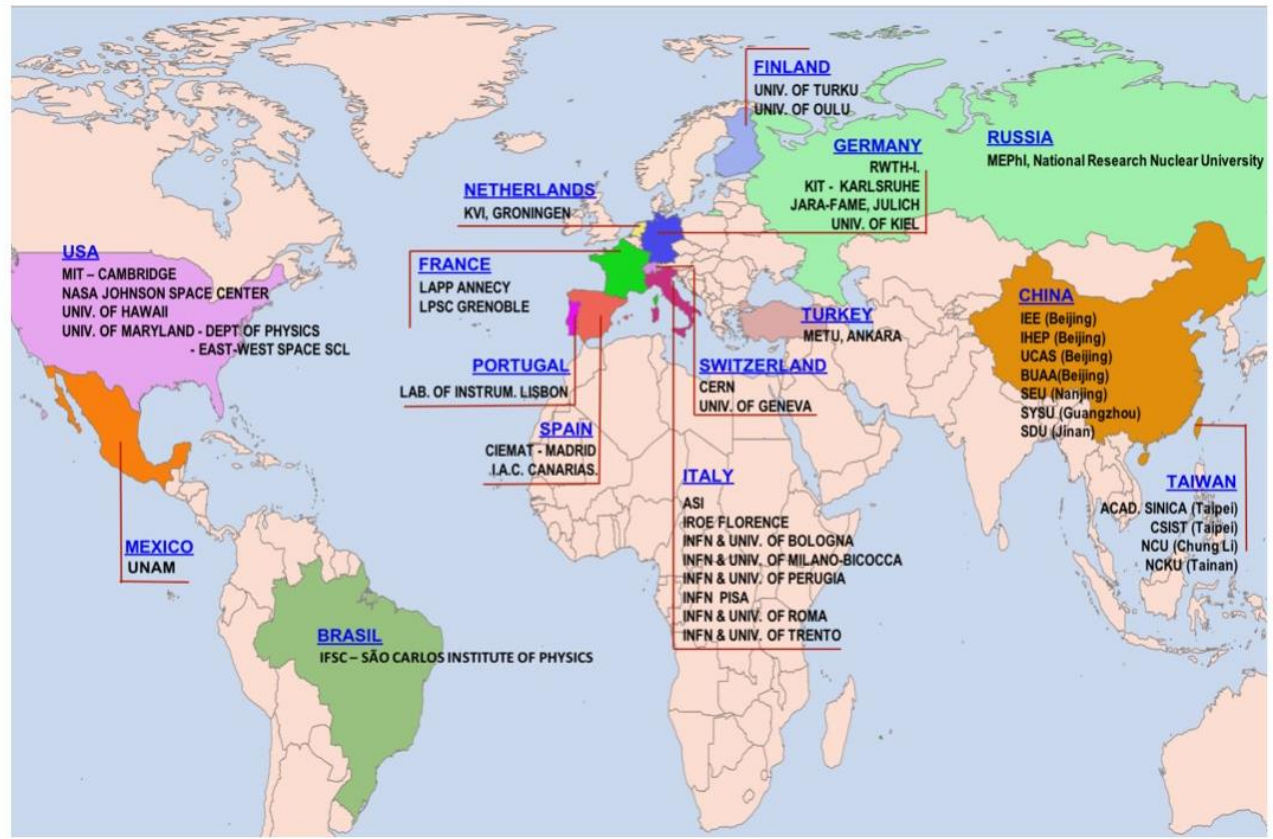 FINLAND
UNIV. OF TURKU
UNIV. OF OULU
GERMANY
RWTH-I.
KIT - KARLSRUHE
JARA-FAME, JULICH
UNIV. OF KIEL
RUSSIA
MEPhI, National Research Nuclear University
NETHERLANDS
KVI, GRONINGEN
USA
MIT – CAMBRIDGE
NASA JOHNSON SPACE CENTER
UNIV. OF HAWAII
UNIV. OF MARYLAND - DEPT OF PHYSICS
- EAST-WEST SPACE SCL
FRANCE
LAPP ANNECY
LPSC GRENOBLE
CHINA
IEE (Beijing)
IHEP (Beijing)
UCAS (Beijing)
BUAA(Beijing)
SEU (Nanjing)
SYSU (Guangzhou)
SDU (Jinan)
TURKEY
METU, ANKARA
PORTUGAL
LAB. OF INSTRUM. LISBON
SWITZERLAND
CERN
UNIV. OF GENEVA
SPAIN
CIEMAT - MADRID
I.A.C. CANARIAS.
ITALY
ASI
IROE FLORENCE
INFN & UNIV. OF BOLOGNA
INFN & UNIV. OF MILANO-BICOCCA
INFN & UNIV. OF PERUGIA
INFN PISA
INFN & UNIV. OF ROMA
INFN & UNIV. OF TRENTO
TAIWAN
ACAD. SINICA (Taipei)
CSIST (Taipei)
NCU (Chung Li)
NCKU (Tainan)
MEXICO
UNAM
BRASIL
IFSC – SÃO CARLOS INSTITUTE OF PHYSICS